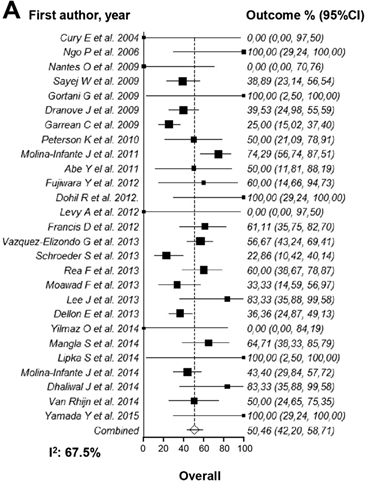 A First author, year Outcome % (95%CI)
Cury E et al. 2004 0,00 (0,00, 97,50)
Ngo P et al. 2006 100,00 (29,24, 100,00)
Nantes O et al. 2009 0,00 (0,00, 70,76)
Sayej W et al. 2009 38,89 (23,14, 56,54)
Gortani G et al. 2009 100,00 (2,50, 100,00)
Dranove J et al. 2009 39,53 (24,98, 55,59)
Garrean C et al. 2009 25,00 (15,02, 37,40)
Peterson K et al. 2010 50,00 (21,09, 78,91)
Molina-Infante J et al. 2011 74,29 (56,74, 87,51)
Abe Y el al. 2011 50,00 (11,81, 88,19)
Fujiwara Y et al. 2012 60,00 (14,66, 94,73)
Dohil R et al. 2012. 100,00 (29,24, 100,00)
Levy A et al. 2012 0,00 (0,00, 97,50)
Francis D et al. 2012 61,11 (35,75, 82,70)
Vazquez-Elizondo G et al. 2013 56,67 (43,24, 69,41)
Schroeder S et al. 2013 22,86 (10,42, 40,14)
Rea F et al. 2013 60,00 (38,67, 78,87)
Moawad F et al. 2013 33,33 (14,59, 56,97)
Lee J et al. 2013 83,33 (35,88, 99,58)
Dellon E et al. 2013 36,36 (24,87, 49,13)
Yilmaz O et al. 2014 0,00 (0,00, 84,19)
Mangla S et al. 2014 64,71 (38,33, 85,79)
Lipka S et al. 2014 100,00 (2,50, 100,00)
Molina-Infante J et al. 2014 43,40 (29,84, 57,72)
Dhaliwal J et al. 2014 83,33 (35,88, 99,58)
Van Rhijn et al. 2014 50,00 (24,65, 75,35)
Yamada Y et al. 2015 100,00 (29,24, 100,00)
Combined 50,46 (42,20, 58,71)
I²: 67.5% 0 20 40 60 80 100
Overall